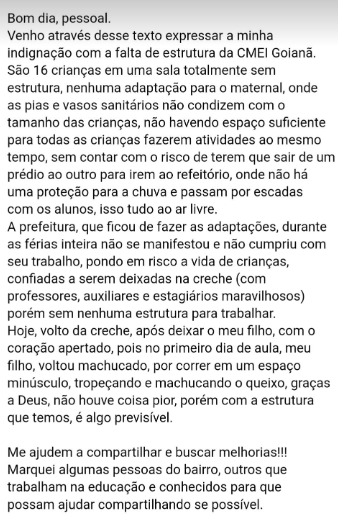 Bom dia, pessoal.
Venho através desse texto expressar a minha
indignação com a falta de estrutura da CMEI Goianã.
São 16 crianças em uma sala totalmente sem
estrutura, nenhuma adaptação para o maternal, onde
as pias e vasos sanitários não condizem com o
tamanho das crianças, não havendo espaço suficiente
para todas as crianças fazerem atividades ao mesmo
tempo, sem contar com o risco de terem que sair de um
prédio ao outro para irem ao refeitório, onde não há
uma proteção para a chuva e passam por escadas
com os alunos, isso tudo ao ar livre.
A prefeitura, que ficou de fazer as adaptações, durante
as férias inteira não se manifestou e não cumpriu com
seu trabalho, pondo em risco a vida de crianças,
confiadas a serem deixadas na creche (com
professores, auxiliares e estagiários maravilhosos)
porém sem nenhuma estrutura para trabalhar.
Hoje, volto da creche, após deixar o meu filho, com o
coração apertado, pois no primeiro dia de aula, meu
filho, voltou machucado, por correr em um espaço
minúsculo, tropeçando e machucando o queixo, graças
a Deus, não houve coisa pior, porém com a estrutura
que temos, é algo previsível.

Me ajudem a compartilhar e buscar melhorias!!!
Marquei algumas pessoas do bairro, outros que
trabalham na educação e conhecidos para que
possam ajudar compartilhando se possível.